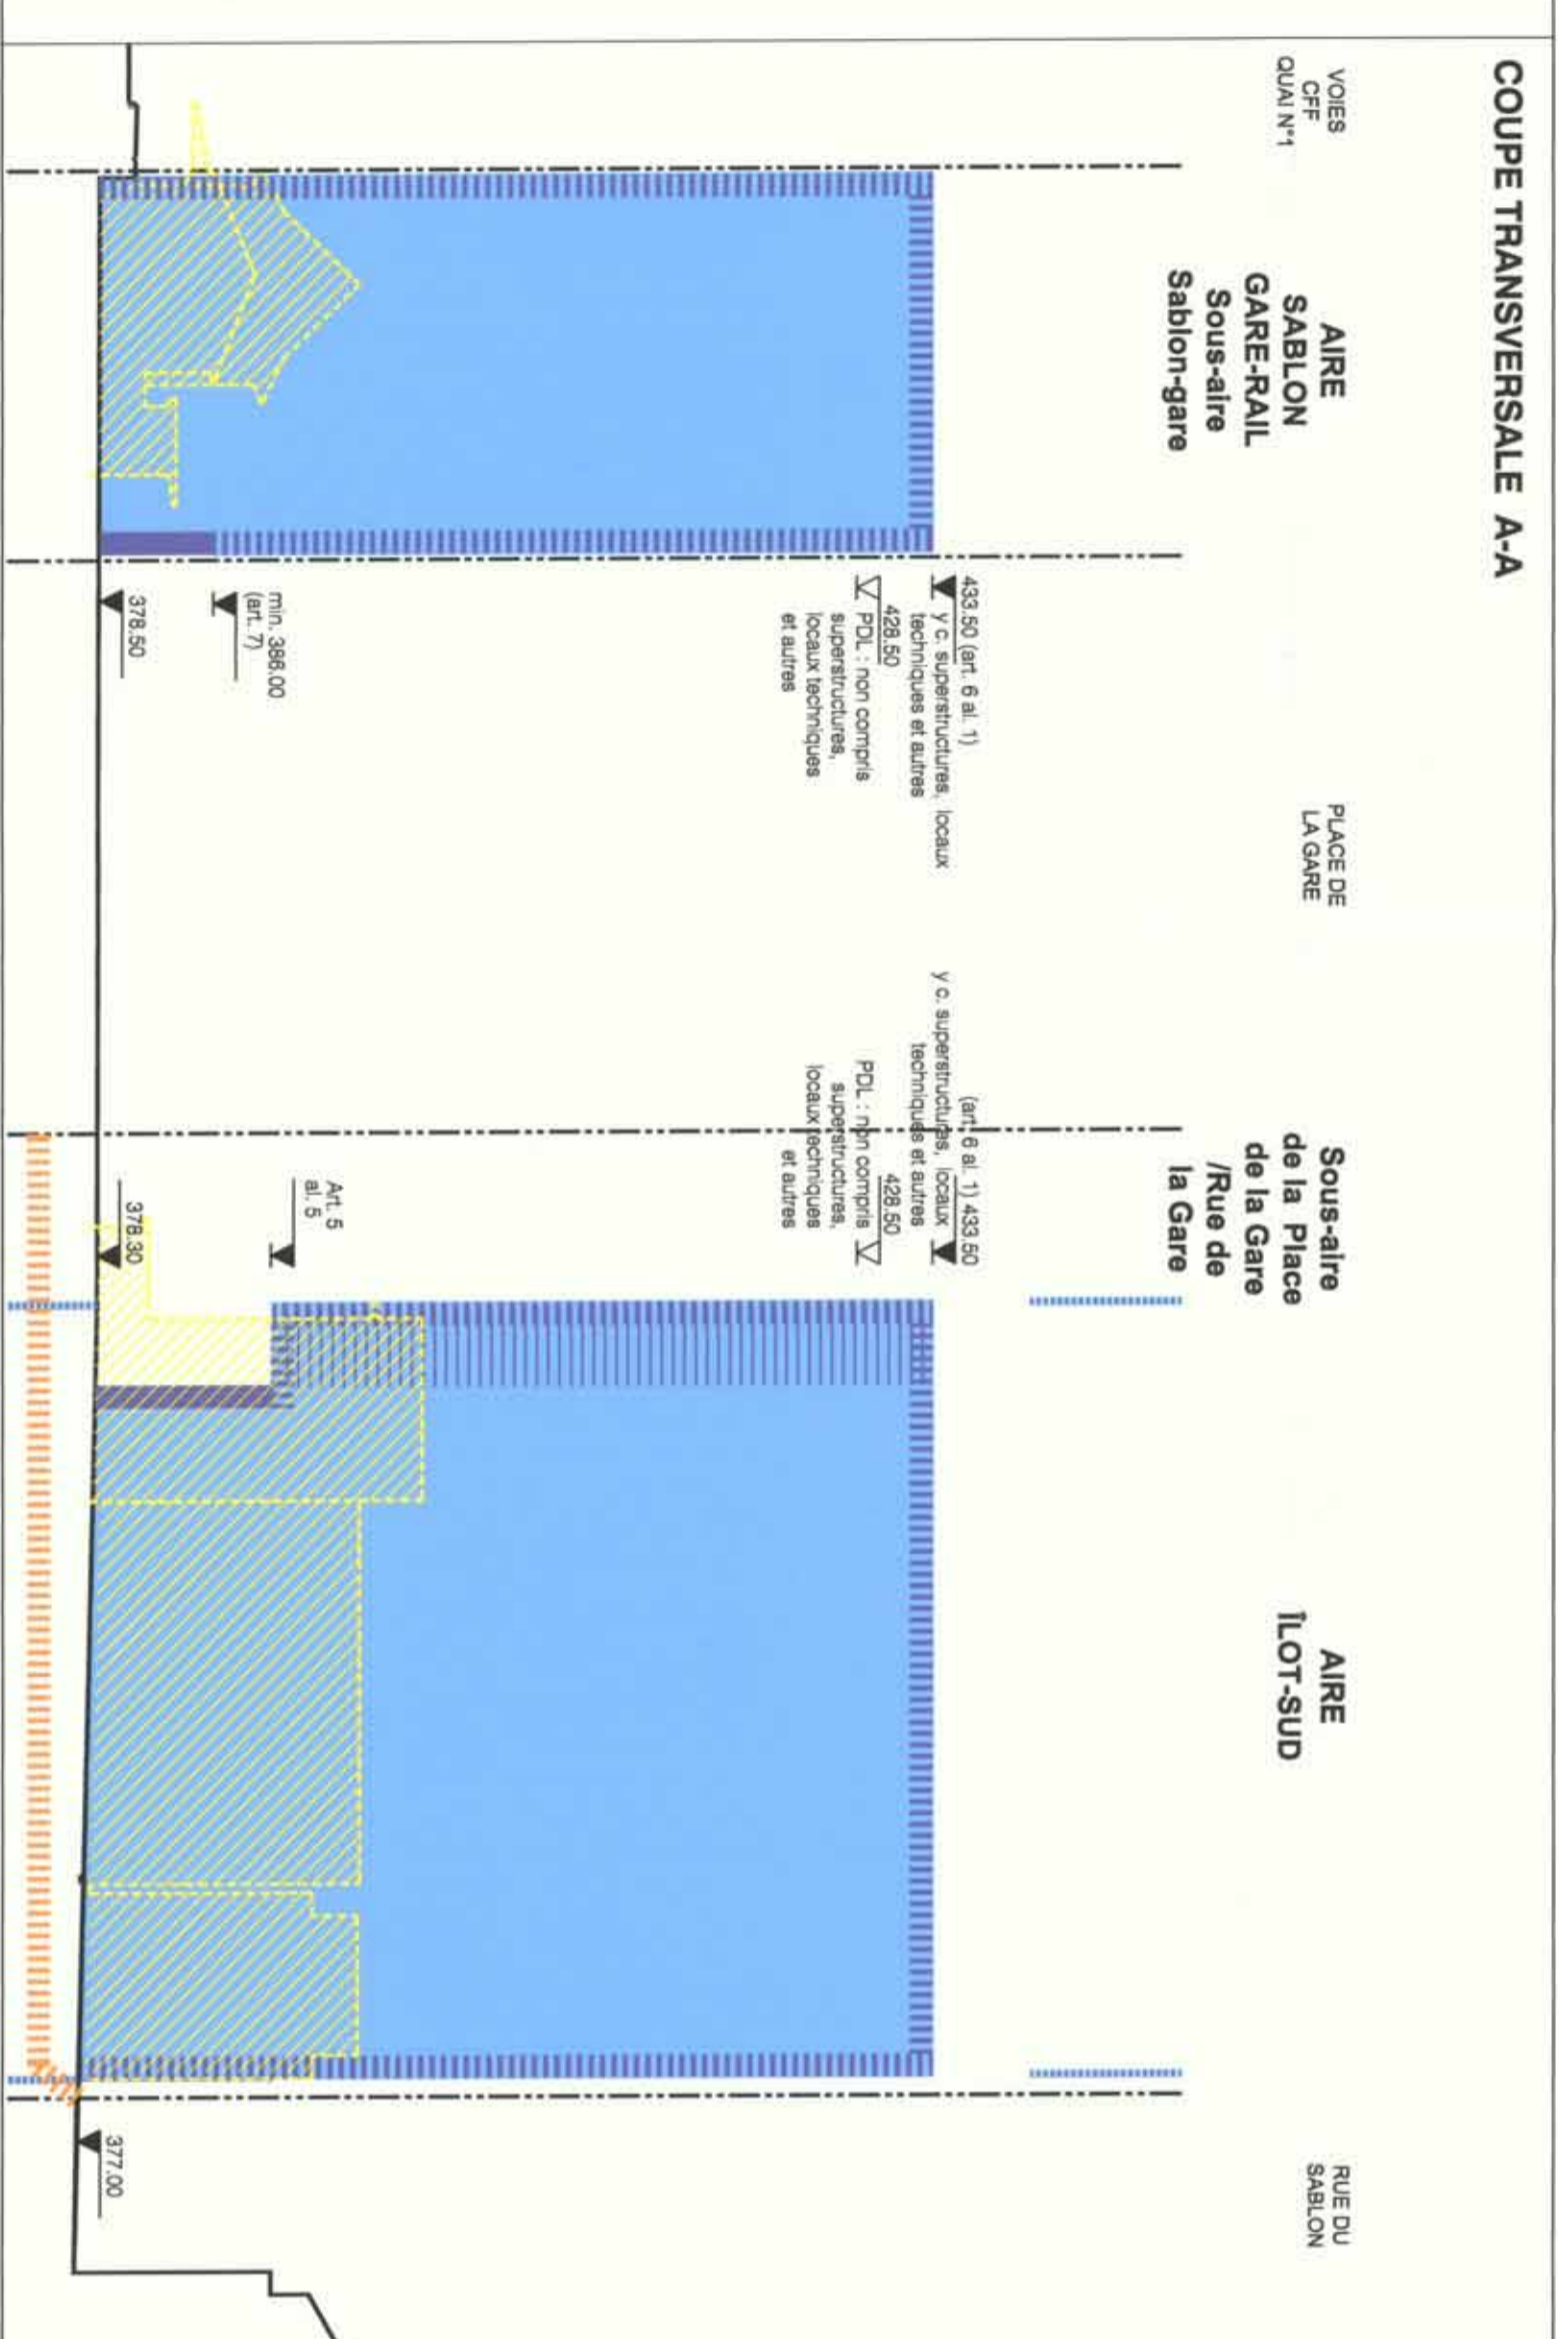 COUPE TRANSVERSALE A-A
VOIES
CFF
QUAI N°1
AIRE
SABLON
GARE-RAIL
Sous-aire
Sablon-gare
PLACE DE
LA GARE
Sous-aire
de la Place
de la Gare
/Rue de
la Gare
AIRE
ÎLOT-SUD
RUE DU
SABLON
433.50 (art. 6 al. 1)
y c. superstructures, locaux
techniques et autres
428.50
PDL : non compris
superstructures,
locaux techniques
et autres
(art. 6 al. 1) 433.50
y c. superstructures, locaux
techniques et autres
428.50
PDL : non compris
superstructures,
locaux techniques
et autres
min. 386.00
(art. 7)
378.50
Art. 5
al. 5
378.30
377.00